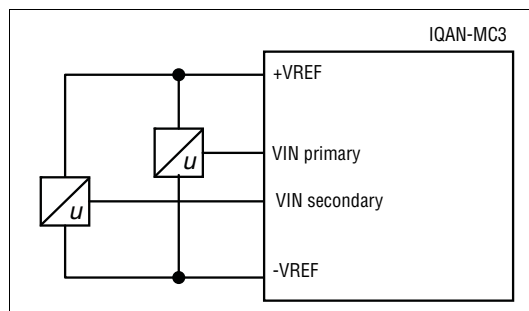 IQAN-MC3
+VREF
u
VIN primary
u
VIN secondary
-VREF